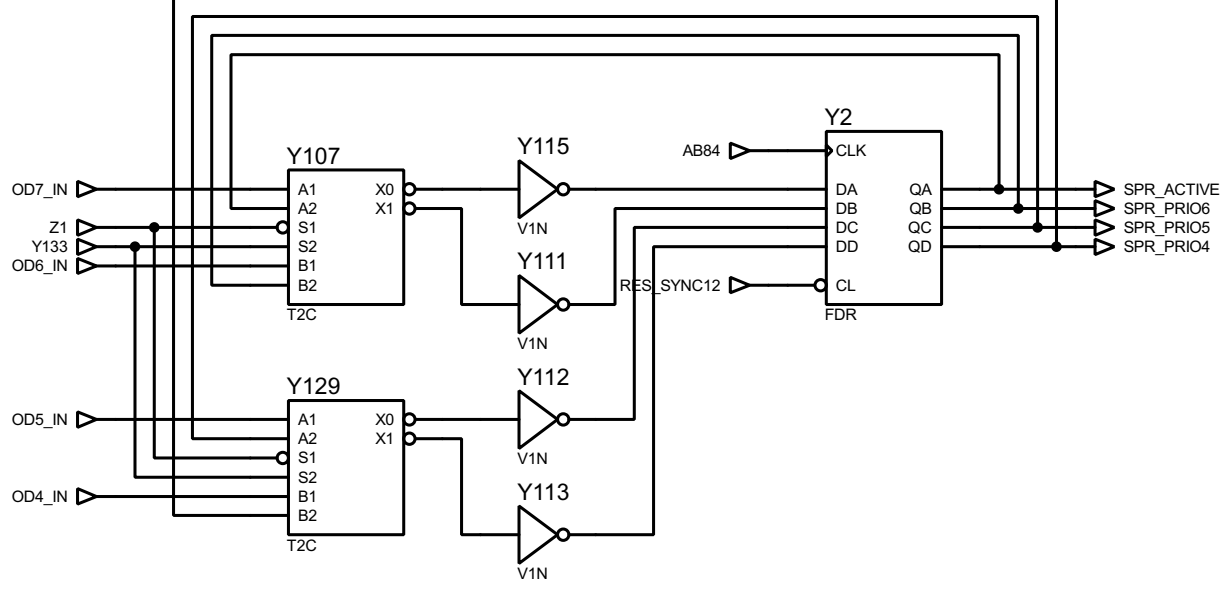 Y107
OD7_IN
Z1
Y133
OD6_IN
A1
A2
S1
S2
B1
B2
X0
X1
T2C
Y115
V1N
Y111
V1N
Y2
AB84
RES_SYNC12
CLK
DA
DB
DC
DD
CL
QA
QB
QC
QD
FDR
SPR_ACTIVE
SPR_PRIO6
SPR_PRIO5
SPR_PRIO4
Y129
OD5_IN
OD4_IN
A1
A2
S1
S2
B1
B2
X0
X1
T2C
Y112
V1N
Y113
V1N